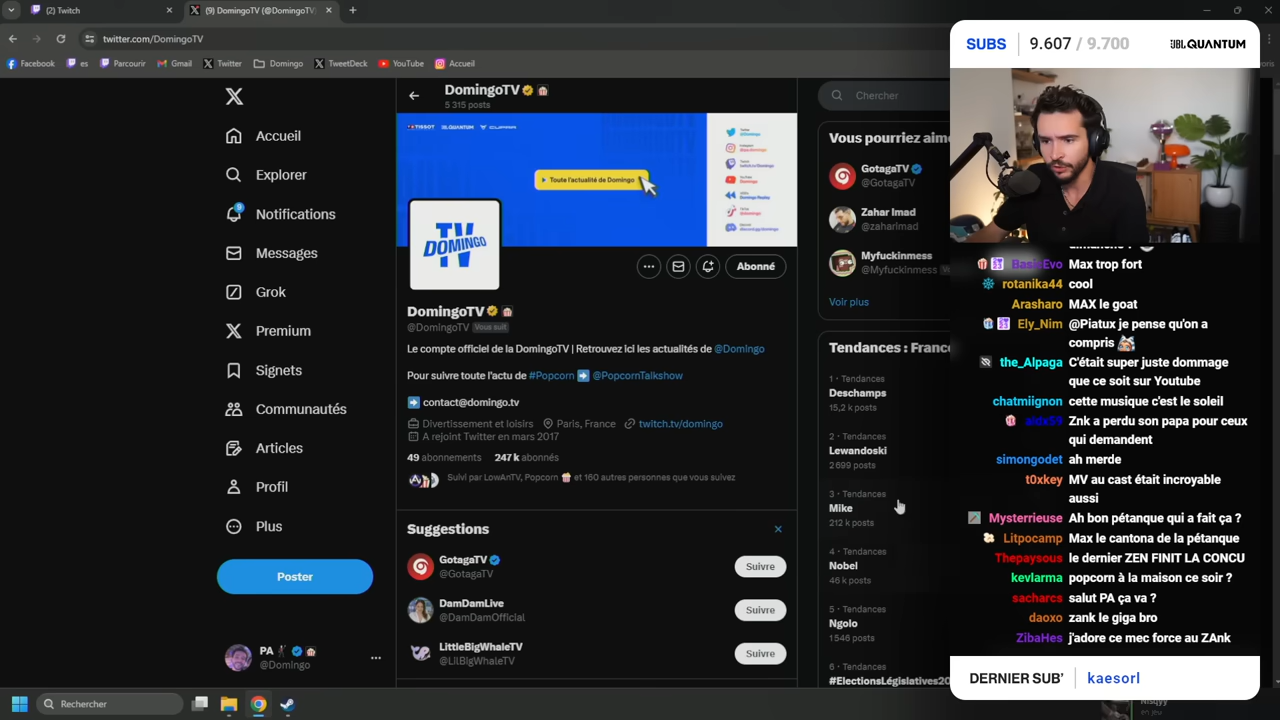 (2) Twitch
(9) DomingoTV (@DomingoTV)
twitter.com/DomingoTV
Facebook
es
Parcourir
Gmail
Twitter
Domingo
TweetDeck
YouTube
Accueil
Accueil
Explorer
Notifications
Messages
Grok
Premium
Signets
Communautés
Articles
Profil
Plus
Poster
PA
@Domingo
DomingoTV
5 315 posts
TISSOT JBL QUANTUM CUPRA
Toute l'actualité de Domingo
TV
DOMINGO
Abonné
DomingoTV
@DomingoTV Vous suit
Le compte officiel de la DomingoTV | Retrouvez ici les actualités de @Domingo
Pour suivre toute l'actu de #Popcorn ➡ @PopcornTalkshow
➡ contact@domingo.tv
Divertissement et loisirs Paris, France twitch.tv/domingo
A rejoint Twitter en mars 2017
49 abonnements 247 k abonnés
Suivi par LowAnTV, Popcorn 🍿 et 160 autres personnes que vous suivez
Suggestions
GotagaTV
@GotagaTV
Suivre
DamDamLive
@DamDamOfficial
Suivre
LittleBigWhaleTV
@LilBigWhaleTV
Suivre
Chercher
Vous pourriez aime
GotagaTV
@GotagaTV
Zahar Imad
@zaharimad
Myfuckinmess
@Myfuckinmess
Voir plus
Tendances : France
1 · Tendances
Deschamps
15,2 k posts
2 · Tendances
Lewandoski
2 699 posts
3 · Tendances
Mike
212 k posts
4 · Tendances
Nobel
46 k posts
5 · Tendances
Ngolo
1 546 posts
6 · Tendances
#ElectionsLégislatives20
SUBS 9.607 / 9.700 JBL QUANTUM
BasicEvo Max trop fort
rotanika44 cool
Arasharo MAX le goat
Ely_Nim @Piatux je pense qu'on a
compris
the_Alpaga C'était super juste dommage
que ce soit sur Youtube
chatmiignon cette musique c'est le soleil
Znk a perdu son papa pour ceux
qui demandent
simongodet ah merde
t0xkey MV au cast était incroyable
aussi
Mysterrieuse Ah bon pétanque qui a fait ça ?
Litpocamp Max le cantona de la pétanque
Thepaysous le dernier ZEN FINIT LA CONCU
kevlarma popcorn à la maison ce soir ?
sacharcs salut PA ça va ?
daoxo zank le giga bro
ZibaHes j'adore ce mec force au ZAnk
DERNIER SUB' kaesorl
Rechercher